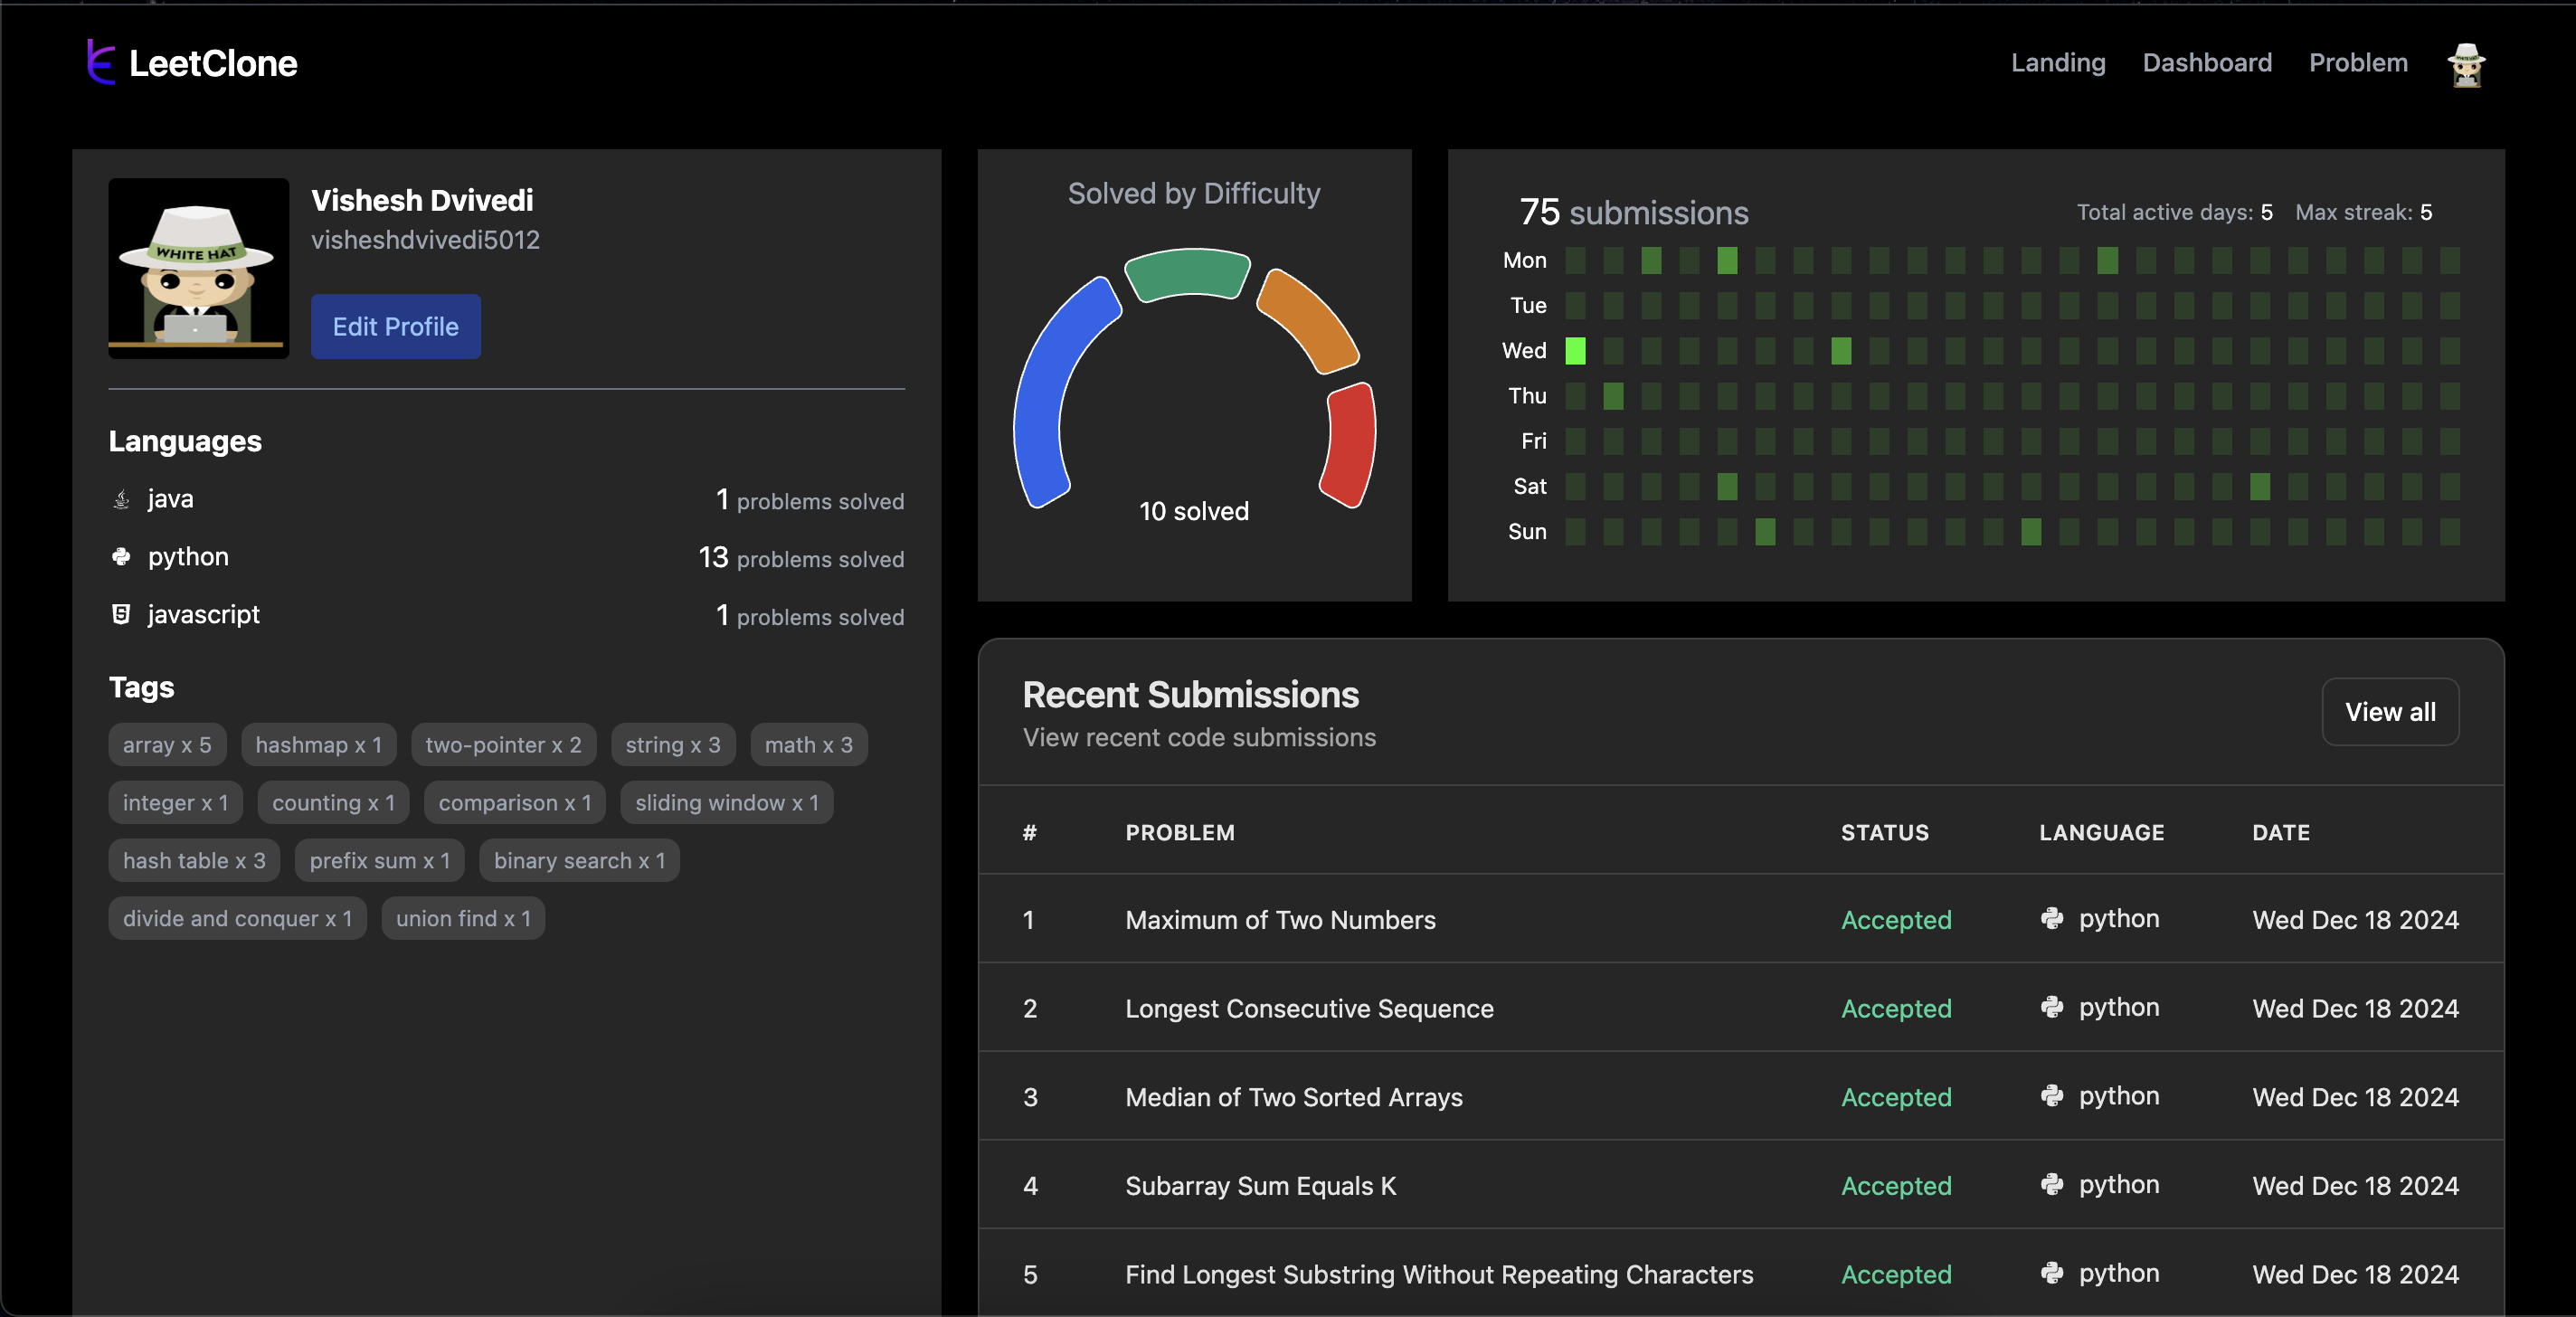 LeetClone
Landing Dashboard Problem
WHITE HAT
Vishesh Dvivedi
visheshdvivedi5012
Edit Profile
Languages
java 1 problems solved
python 13 problems solved
javascript 1 problems solved
Tags
array x 5 hashmap x 1 two-pointer x 2 string x 3 math x 3
integer x 1 counting x 1 comparison x 1 sliding window x 1
hash table x 3 prefix sum x 1 binary search x 1
divide and conquer x 1 union find x 1
Solved by Difficulty
10 solved
75 submissions Total active days: 5 Max streak: 5
Mon
Tue
Wed
Thu
Fri
Sat
Sun
Recent Submissions
View recent code submissions
View all
# PROBLEM STATUS LANGUAGE DATE
1 Maximum of Two Numbers Accepted python Wed Dec 18 2024
2 Longest Consecutive Sequence Accepted python Wed Dec 18 2024
3 Median of Two Sorted Arrays Accepted python Wed Dec 18 2024
4 Subarray Sum Equals K Accepted python Wed Dec 18 2024
5 Find Longest Substring Without Repeating Characters Accepted python Wed Dec 18 2024